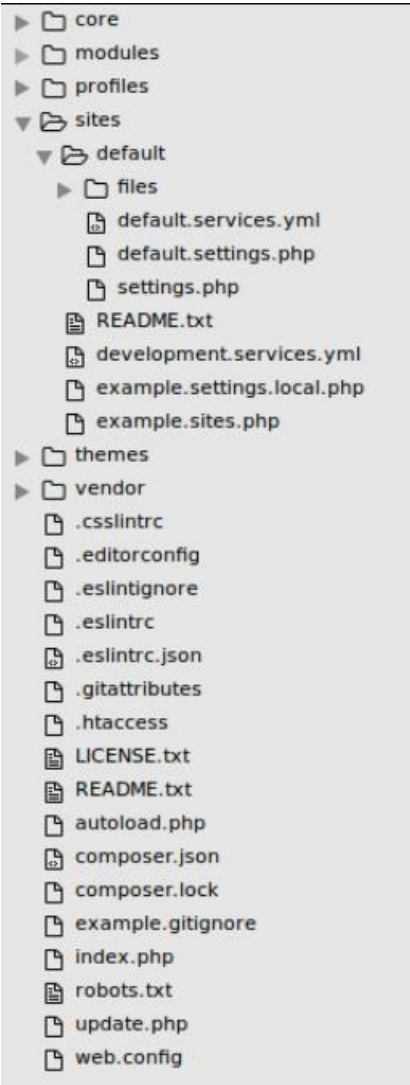 core
modules
profiles
sites
default
files
default.services.yml
default.settings.php
settings.php
README.txt
development.services.yml
example.settings.local.php
example.sites.php
themes
vendor
.csslintrc
.editorconfig
.eslintignore
.eslintrc
.eslintrc.json
.gitattributes
.htaccess
LICENSE.txt
README.txt
autoload.php
composer.json
composer.lock
example.gitignore
index.php
robots.txt
update.php
web.config